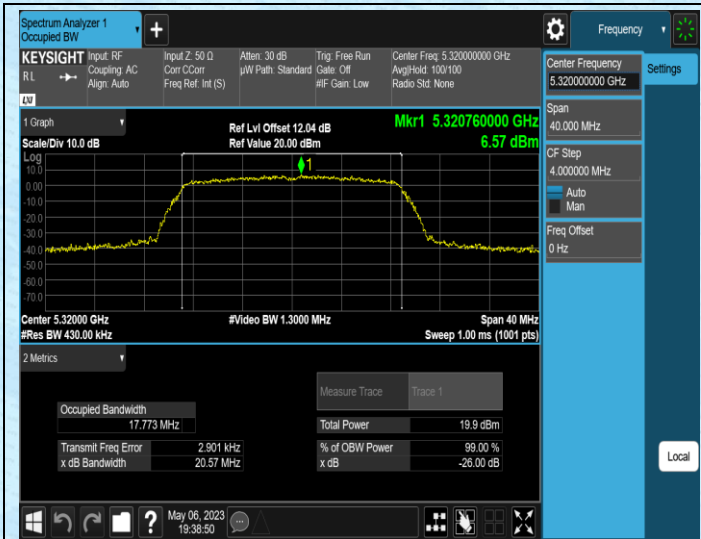 Spectrum Analyzer 1
Occupied BW
+
Frequency
KEYSIGHT
RL
LXI
Input: RF
Coupling: AC
Align: Auto
Input Z: 50 Ω
Corr CCorr
Freq Ref: Int (S)
Atten: 30 dB
µW Path: Standard
Trig: Free Run
Gate: Off
#IF Gain: Low
Center Freq: 5.320000000 GHz
Avg|Hold: 100/100
Radio Std: None
Center Frequency
5.320000000 GHz
Settings
Span
40.000 MHz
CF Step
4.000000 MHz
Auto
Man
Freq Offset
0 Hz
1 Graph
Scale/Div 10.0 dB
Ref Lvl Offset 12.04 dB
Ref Value 20.00 dBm
Mkr1 5.320760000 GHz
6.57 dBm
Log
10.0
0.00
-10.0
-20.0
-30.0
-40.0
-50.0
-60.0
-70.0
1
Center 5.32000 GHz
#Res BW 430.00 kHz
#Video BW 1.3000 MHz
Span 40 MHz
Sweep 1.00 ms (1001 pts)
2 Metrics
Measure Trace Trace 1
Occupied Bandwidth
17.773 MHz
Total Power 19.9 dBm
Transmit Freq Error 2.901 kHz
% of OBW Power 99.00 %
x dB Bandwidth 20.57 MHz
x dB -26.00 dB
Local
?
May 06, 2023
19:38:50